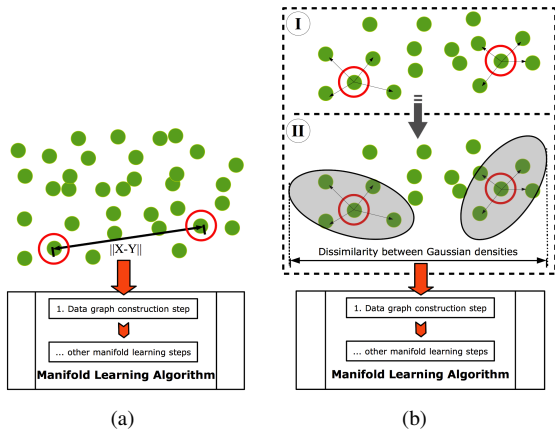 ||X-Y||
1. Data graph construction step
... other manifold learning steps
Manifold Learning Algorithm
(a)
I
II
Dissimilarity between Gaussian densities
1. Data graph construction step
... other manifold learning steps
Manifold Learning Algorithm
(b)